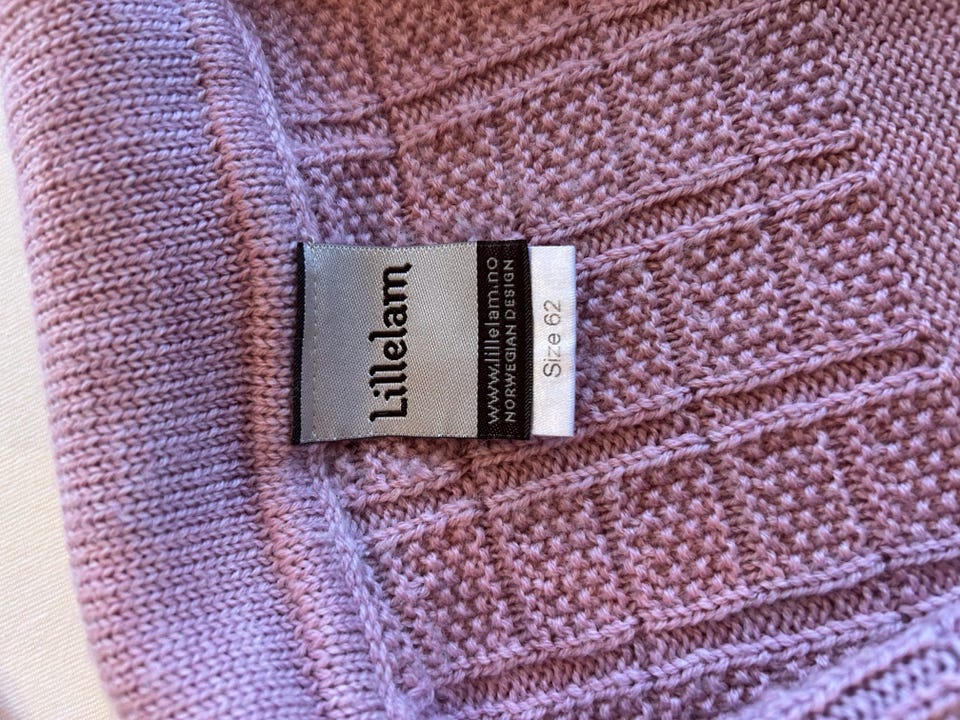 Lillelam
www.lillelam.no
NORWEGIAN DESIGN
Size 62